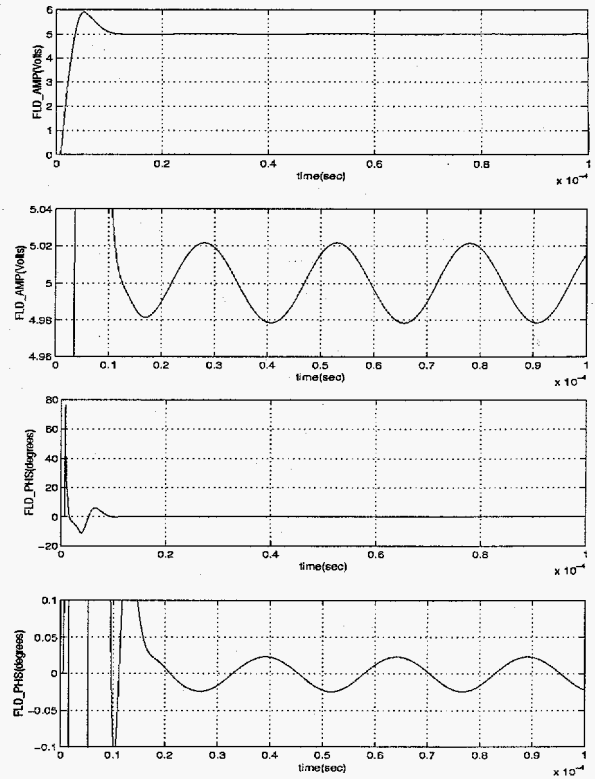 6
5
4
3
2
1
0
FLD_AMP(Volts)
0 0.2 0.4 0.6 0.8 1
time(sec)
x 10⁻⁴
5.04
5.02
5
4.98
4.96
FLD_AMP(Volts)
0 0.1 0.2 0.3 0.4 0.5 0.6 0.7 0.8 0.9 1
time(sec)
x 10⁻⁴
80
60
40
20
0
−20
FLD_PHS(degrees)
0 0.2 0.4 0.6 0.8 1
time(sec)
x 10⁻⁴
0.1
0.05
0
−0.05
−0.1
FLD_PHS(degrees)
0 0.1 0.2 0.3 0.4 0.5 0.6 0.7 0.8 0.9 1
time(sec)
x 10⁻⁴